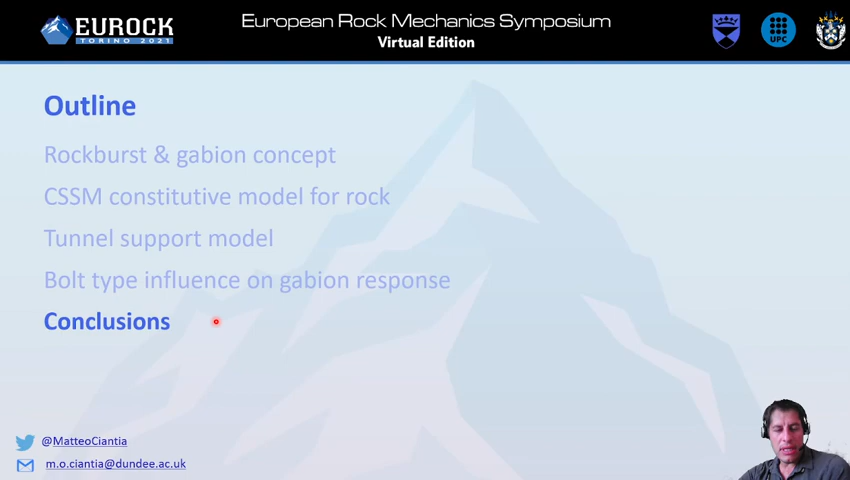 EUROCK
TORINO 2021
European Rock Mechanics Symposium
Virtual Edition
UPC
Outline
Rockburst & gabion concept
CSSM constitutive model for rock
Tunnel support model
Bolt type influence on gabion response
Conclusions
@MatteoCiantia
m.o.ciantia@dundee.ac.uk